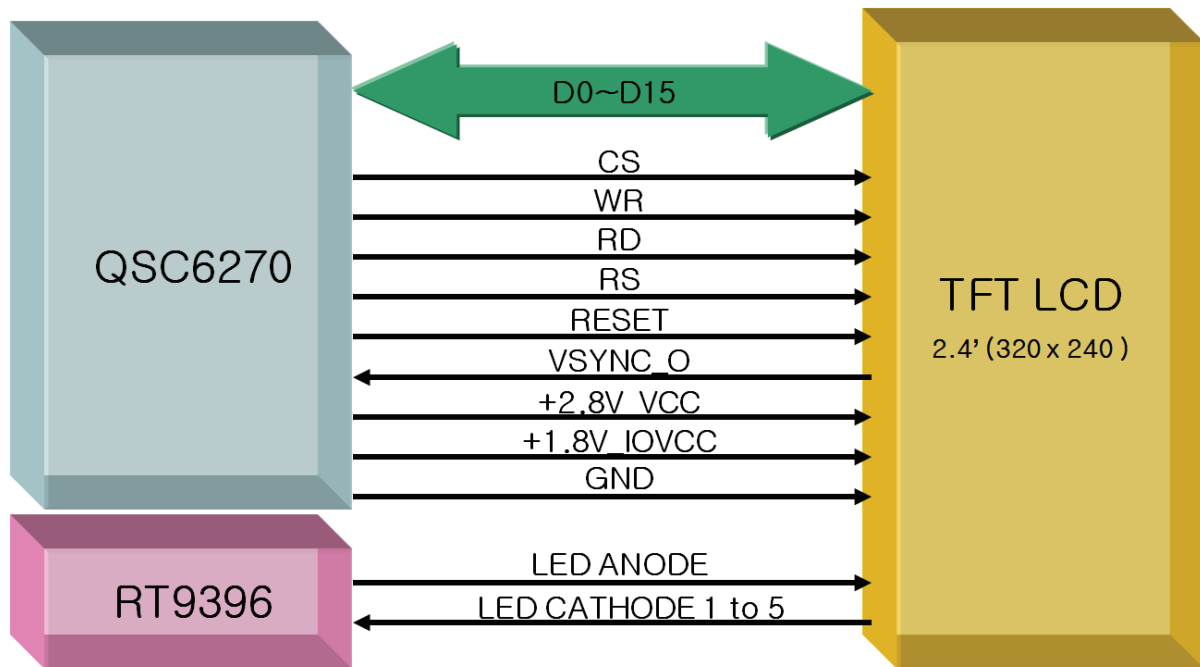 D0~D15
CS
WR
RD
RS
RESET
VSYNC_O
+2.8V_VCC
+1.8V_IOVCC
GND
QSC6270
TFT LCD
2.4' (320 x 240 )
LED ANODE
LED CATHODE 1 to 5
RT9396